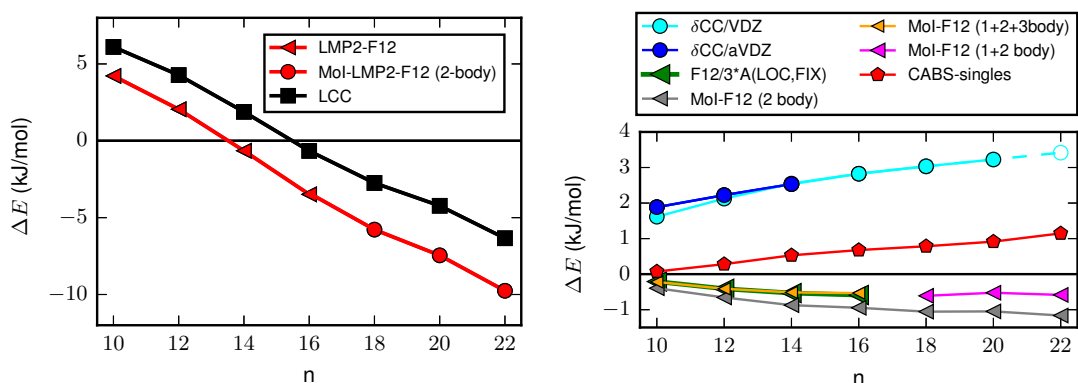 LMP2-F12
Mol-LMP2-F12 (2-body)
LCC
5
0
−5
−10
ΔE (kJ/mol)
10 12 14 16 18 20 22
n
δCC/VDZ
δCC/aVDZ
F12/3*A(LOC,FIX)
Mol-F12 (2 body)
Mol-F12 (1+2+3body)
Mol-F12 (1+2 body)
CABS-singles
4
3
2
1
0
−1
ΔE (kJ/mol)
10 12 14 16 18 20 22
n